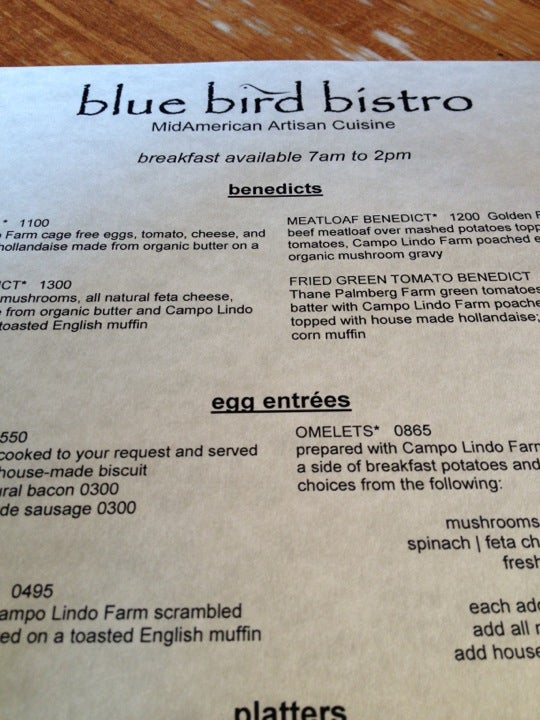 blue bird bistro
MidAmerican Artisan Cuisine
breakfast available 7am to 2pm
benedicts
* 1100
Farm cage free eggs, tomato, cheese, and
hollandaise made from organic butter on a
ICT* 1300
mushrooms, all natural feta cheese,
from organic butter and Campo Lindo
toasted English muffin
MEATLOAF BENEDICT* 1200 Golden
beef meatloaf over mashed potatoes topp
tomatoes, Campo Lindo Farm poached e
organic mushroom gravy
FRIED GREEN TOMATO BENEDICT
Thane Palmberg Farm green tomatoes
batter with Campo Lindo Farm poache
topped with house made hollandaise;
corn muffin
egg entrées
550
cooked to your request and served
house-made biscuit
ural bacon 0300
de sausage 0300
0495
ampo Lindo Farm scrambled
ed on a toasted English muffin
OMELETS* 0865
prepared with Campo Lindo Farm
a side of breakfast potatoes and
choices from the following:
mushrooms
spinach | feta ch
fresh
each add
add all
add house
platters